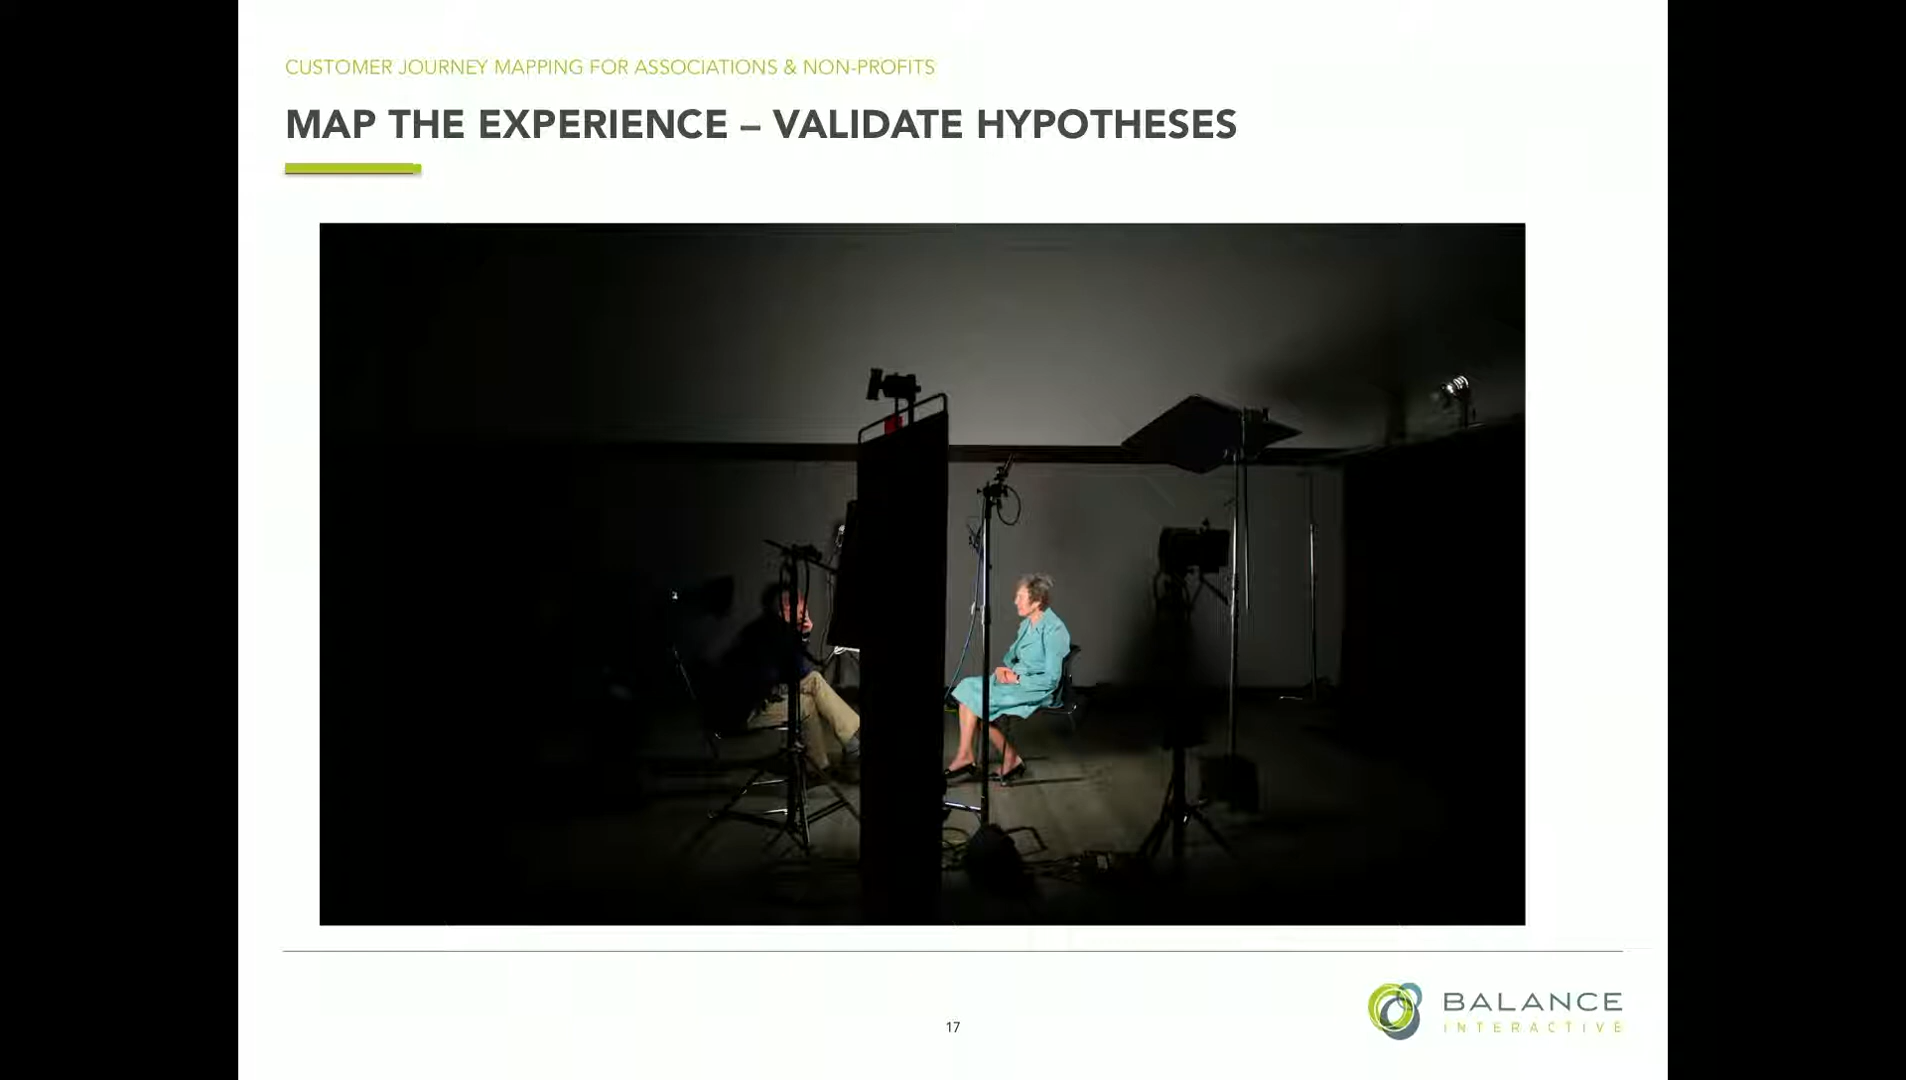 CUSTOMER JOURNEY MAPPING FOR ASSOCIATIONS & NON-PROFITS
MAP THE EXPERIENCE – VALIDATE HYPOTHESES
17
BALANCE
INTERACTIVE